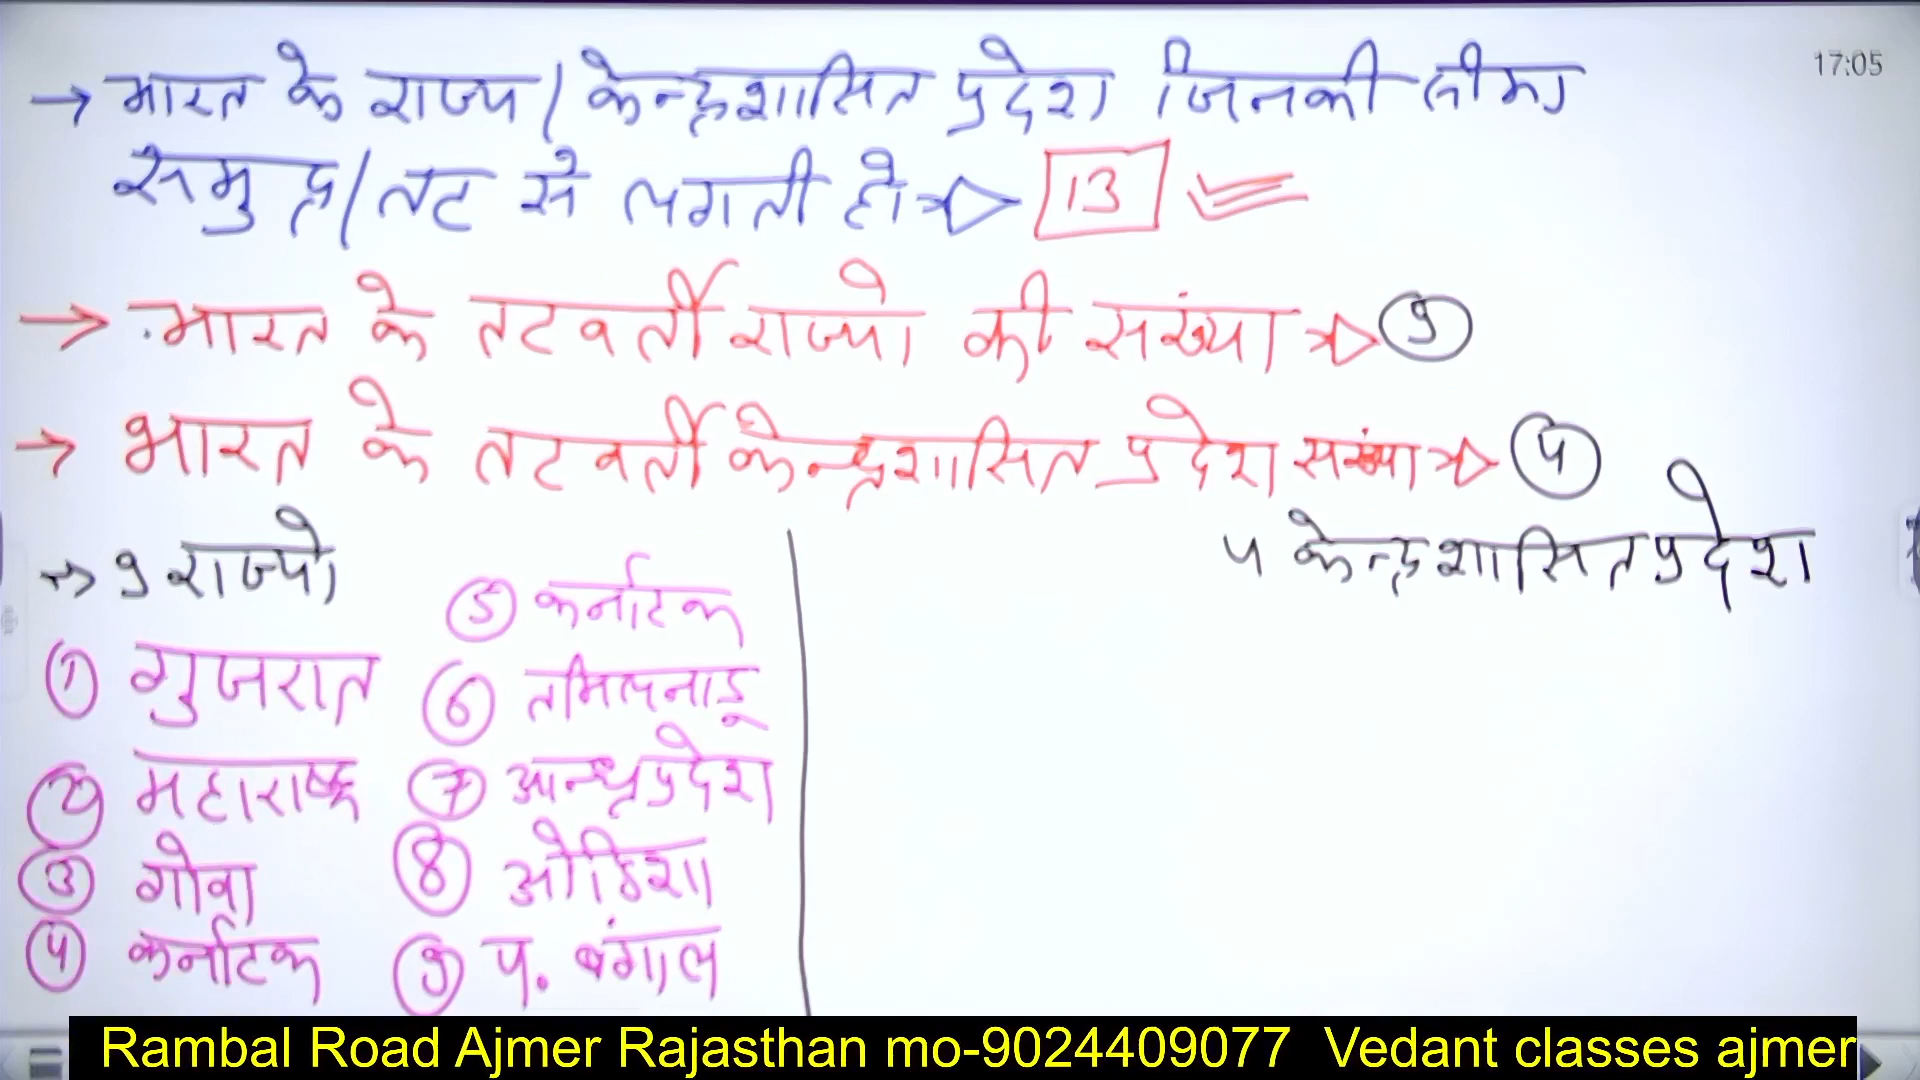 17:05
→ भारत के राज्य / केन्द्रशासित प्रदेश जिनकी सीमा
समुद्र / तट से लगती हो → 13
→ भारत के तटवर्ती राज्यो की संख्या → 9
→ भारत के तटवर्ती केन्द्रशासित प्रदेश संख्या → 4
→ 9 राज्यो
① गुजरात
② महाराष्ट्र
③ गोवा
④ कर्नाटक
⑤ कर्नाटक
⑥ तमिलनाडू
⑦ आन्ध्रप्रदेश
⑧ ओडिशा
⑨ प. बंगाल
4 केन्द्रशासित प्रदेश
Rambal Road Ajmer Rajasthan mo-9024409077 Vedant classes ajmer